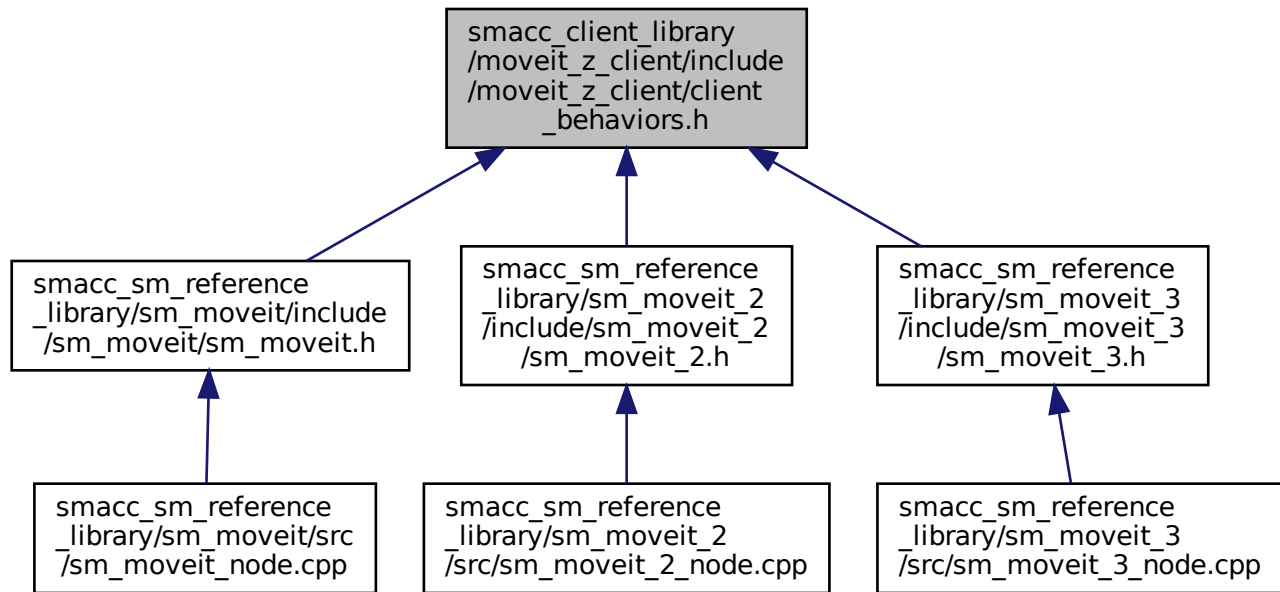 smacc_client_library
/moveit_z_client/include
/moveit_z_client/client
_behaviors.h
smacc_sm_reference
_library/sm_moveit/include
/sm_moveit/sm_moveit.h
smacc_sm_reference
_library/sm_moveit_2
/include/sm_moveit_2
/sm_moveit_2.h
smacc_sm_reference
_library/sm_moveit_3
/include/sm_moveit_3
/sm_moveit_3.h
smacc_sm_reference
_library/sm_moveit/src
/sm_moveit_node.cpp
smacc_sm_reference
_library/sm_moveit_2
/src/sm_moveit_2_node.cpp
smacc_sm_reference
_library/sm_moveit_3
/src/sm_moveit_3_node.cpp